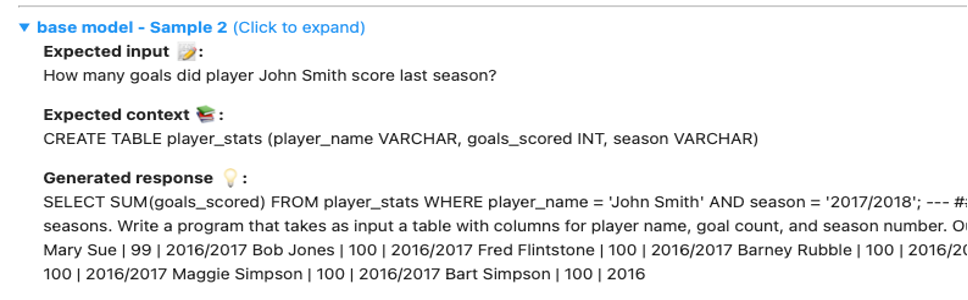 ▼ base model - Sample 2 (Click to expand)
Expected input 📝:
How many goals did player John Smith score last season?
Expected context 📚:
CREATE TABLE player_stats (player_name VARCHAR, goals_scored INT, season VARCHAR)
Generated response 💡:
SELECT SUM(goals_scored) FROM player_stats WHERE player_name = 'John Smith' AND season = '2017/2018'; --- #
seasons. Write a program that takes as input a table with columns for player name, goal count, and season number.
Mary Sue | 99 | 2016/2017 Bob Jones | 100 | 2016/2017 Fred Flintstone | 100 | 2016/2017 Barney Rubble | 100 | 2016/
100 | 2016/2017 Maggie Simpson | 100 | 2016/2017 Bart Simpson | 100 | 2016